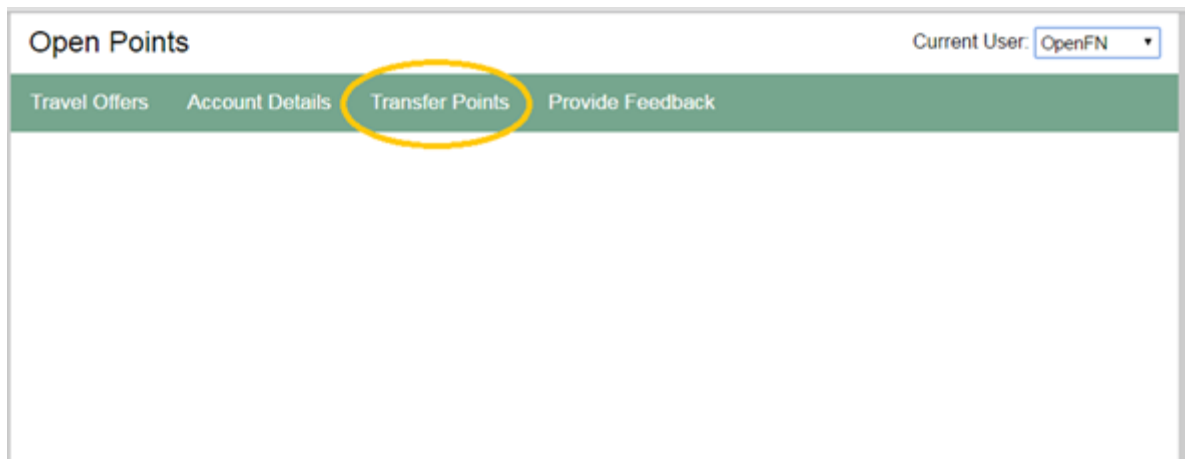 Open Points
Current User: OpenFN
Travel Offers Account Details Transfer Points Provide Feedback